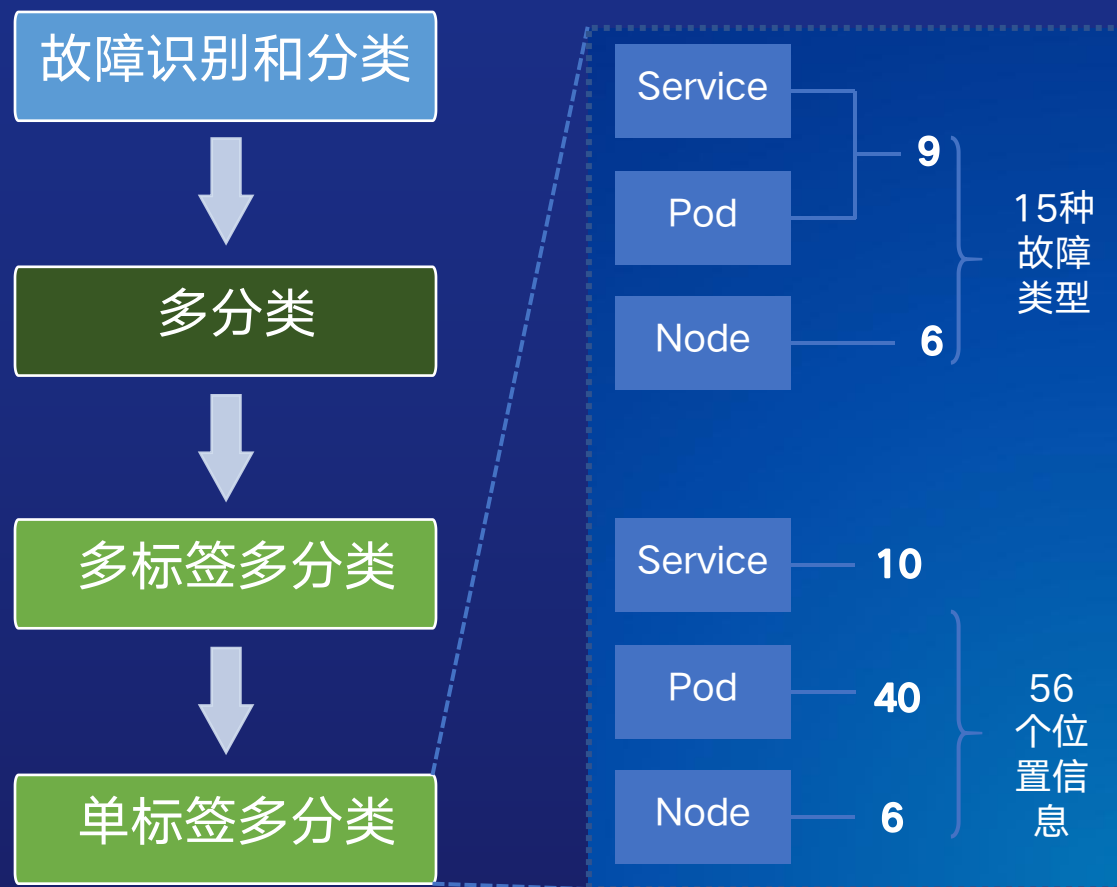 故障识别和分类
多分类
多标签多分类
单标签多分类
Service
Pod
9
Node
6
15种
故障
类型
Service
10
Pod
40
Node
6
56
个位
置信
息